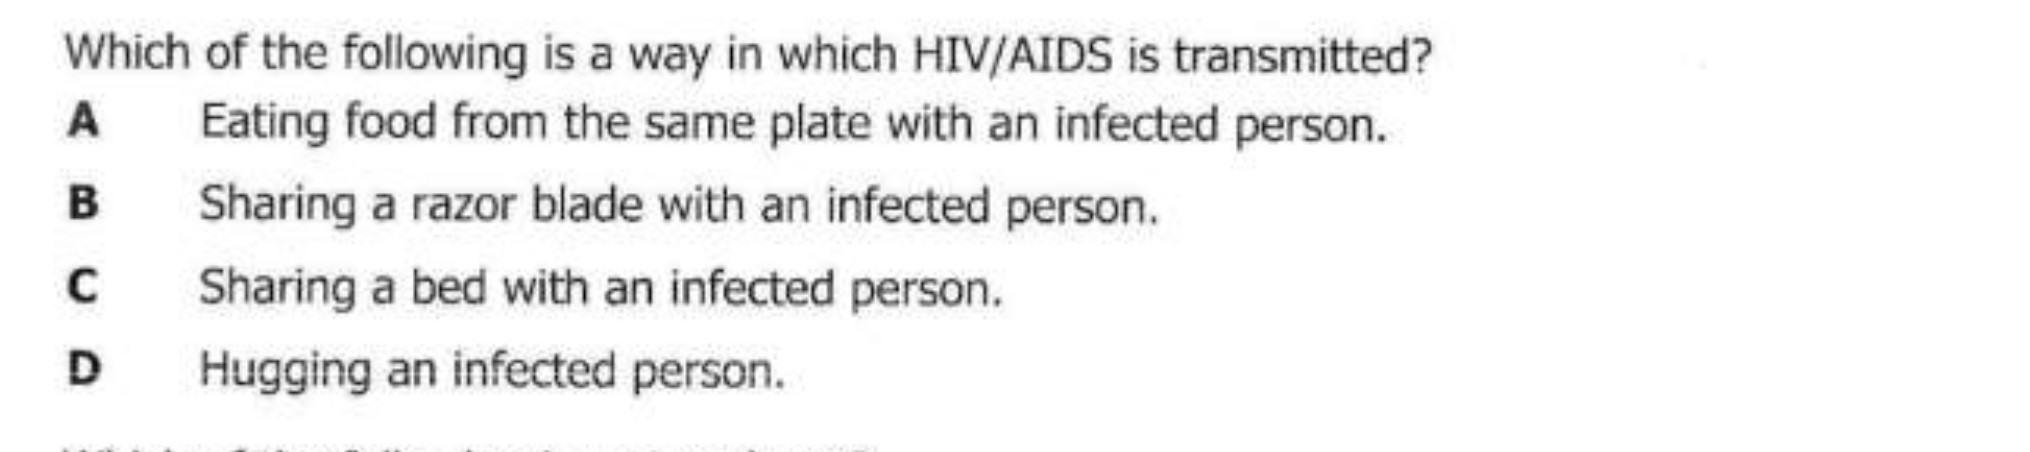 Which of the following is a way in which HIV/AIDS is transmitted?
A Eating food from the same plate with an infected person.
B Sharing a razor blade with an infected person.
C Sharing a bed with an infected person.
D Hugging an infected person.